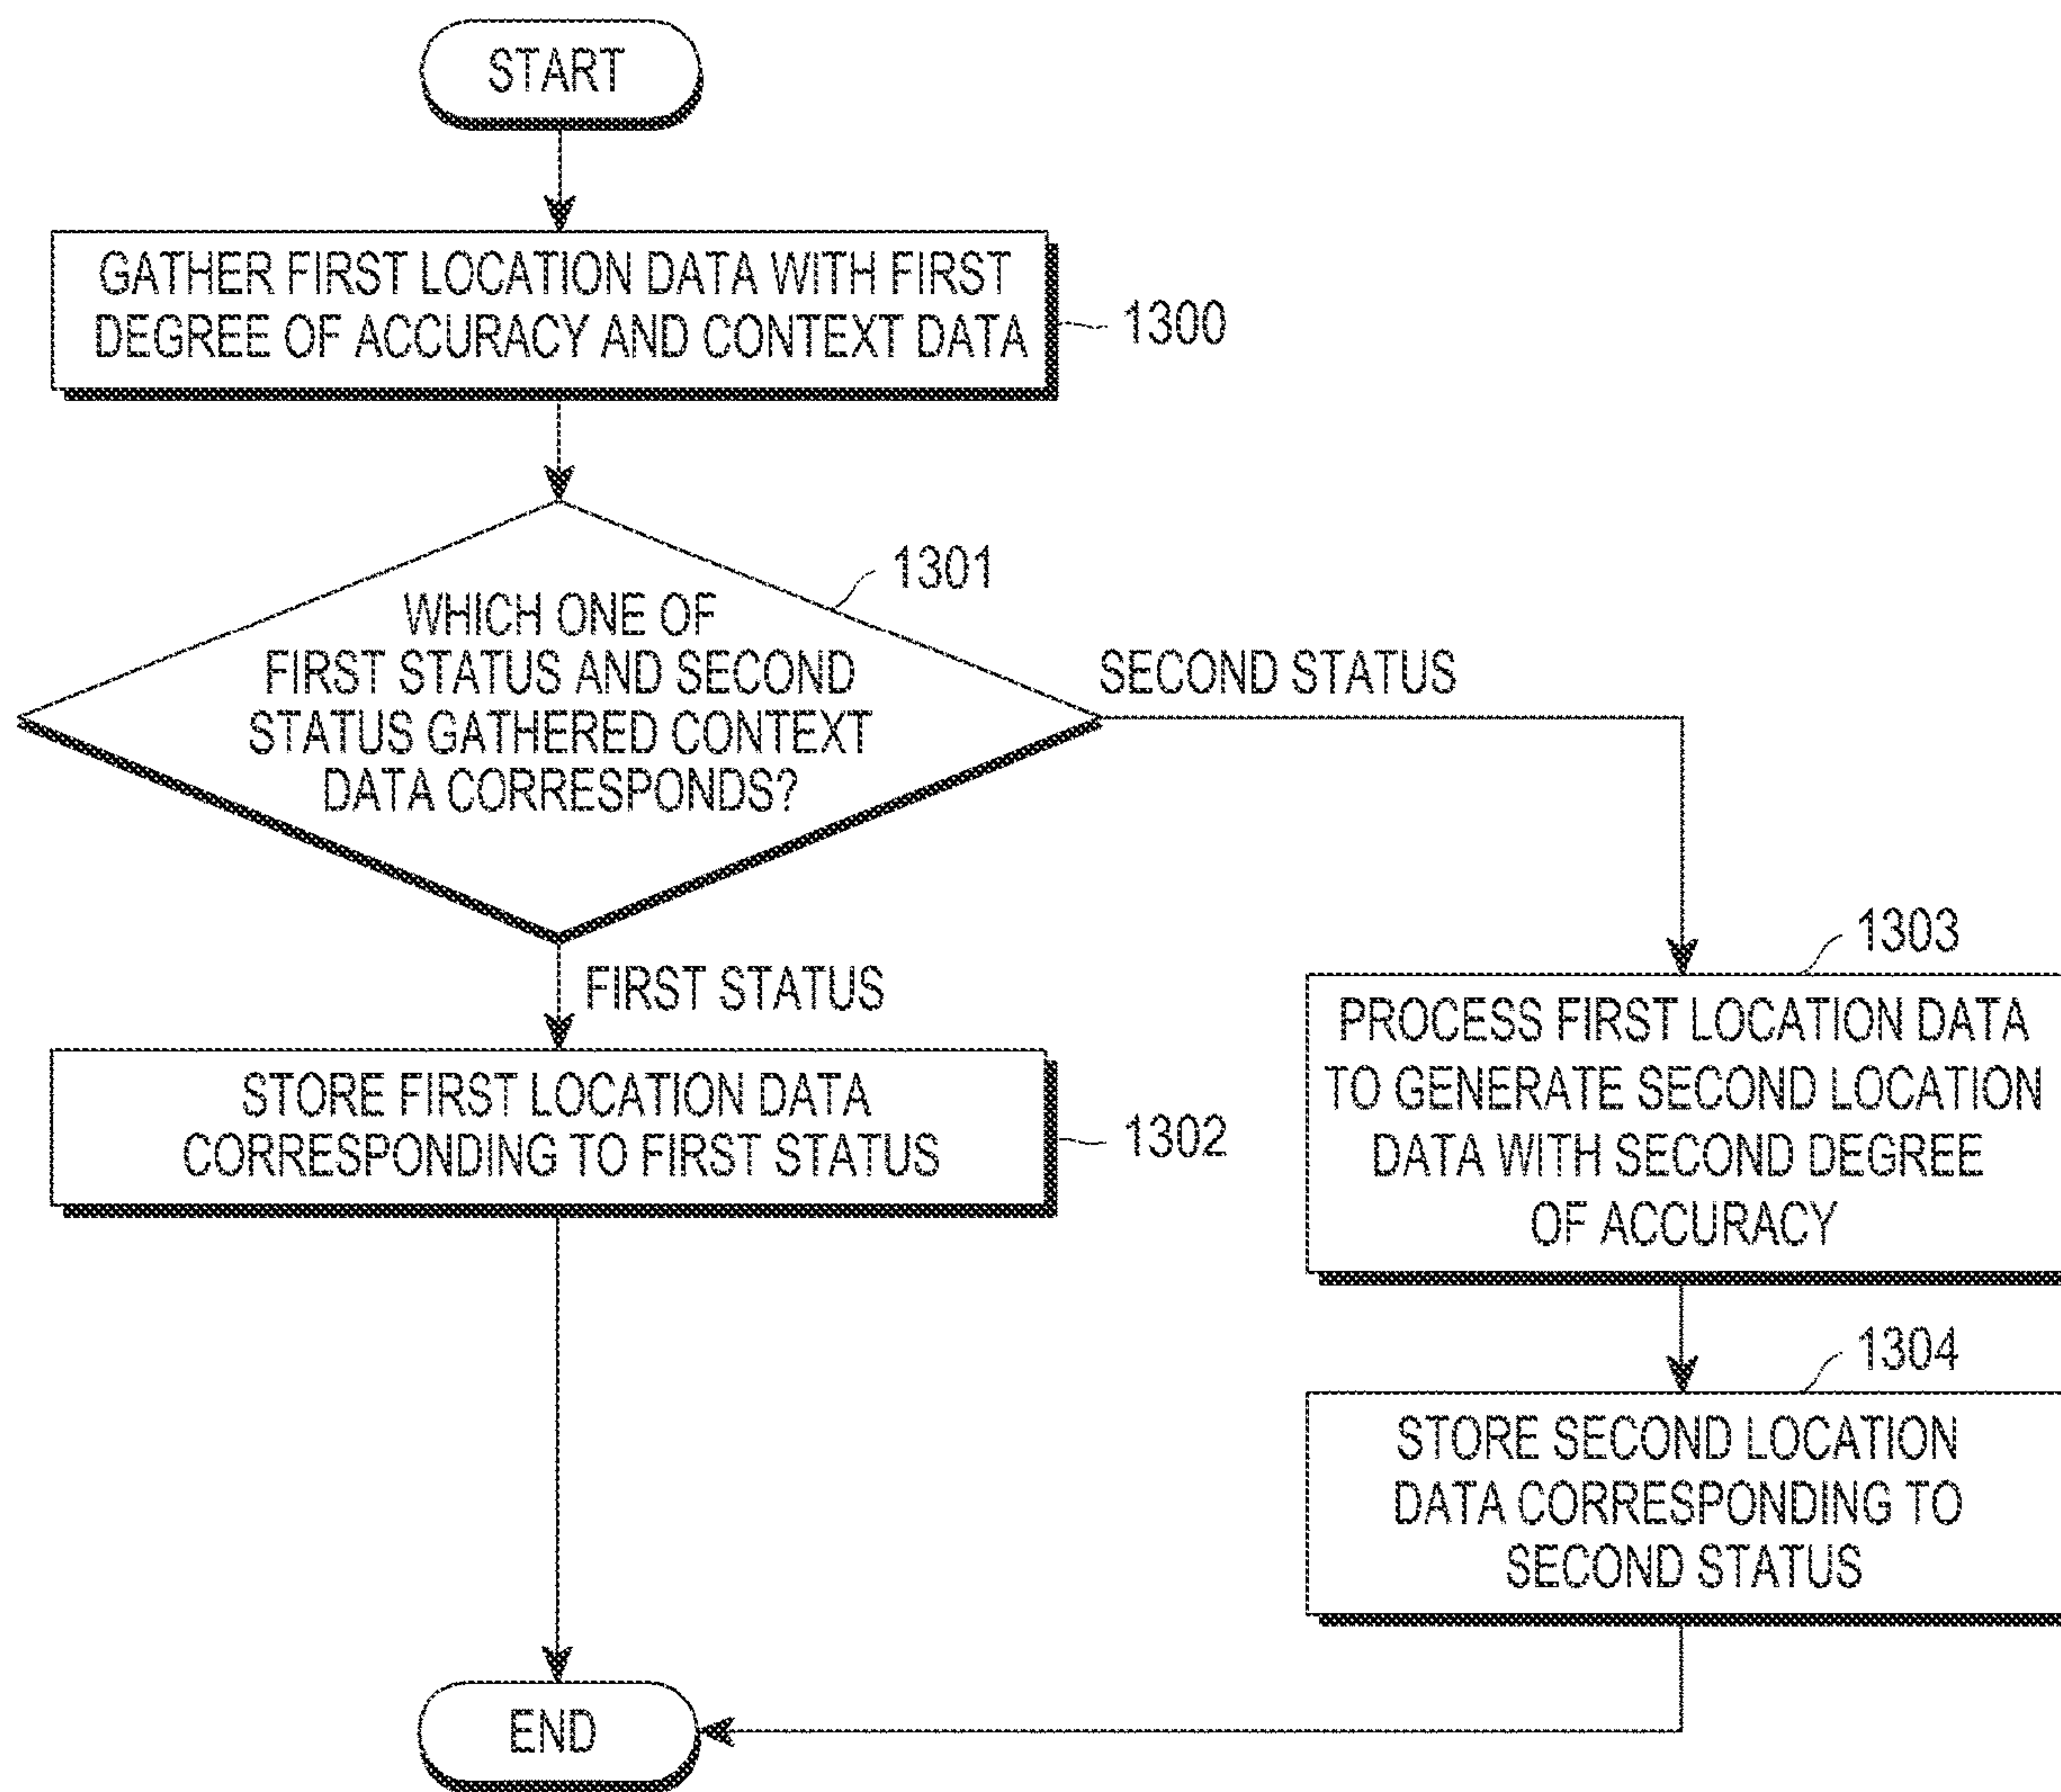 START
GATHER FIRST LOCATION DATA WITH FIRST
DEGREE OF ACCURACY AND CONTEXT DATA
1300
1301
WHICH ONE OF
FIRST STATUS AND SECOND
STATUS GATHERED CONTEXT
DATA CORRESPONDS?
SECOND STATUS
FIRST STATUS
STORE FIRST LOCATION DATA
CORRESPONDING TO FIRST STATUS
1302
1303
PROCESS FIRST LOCATION DATA
TO GENERATE SECOND LOCATION
DATA WITH SECOND DEGREE
OF ACCURACY
1304
STORE SECOND LOCATION
DATA CORRESPONDING TO
SECOND STATUS
END